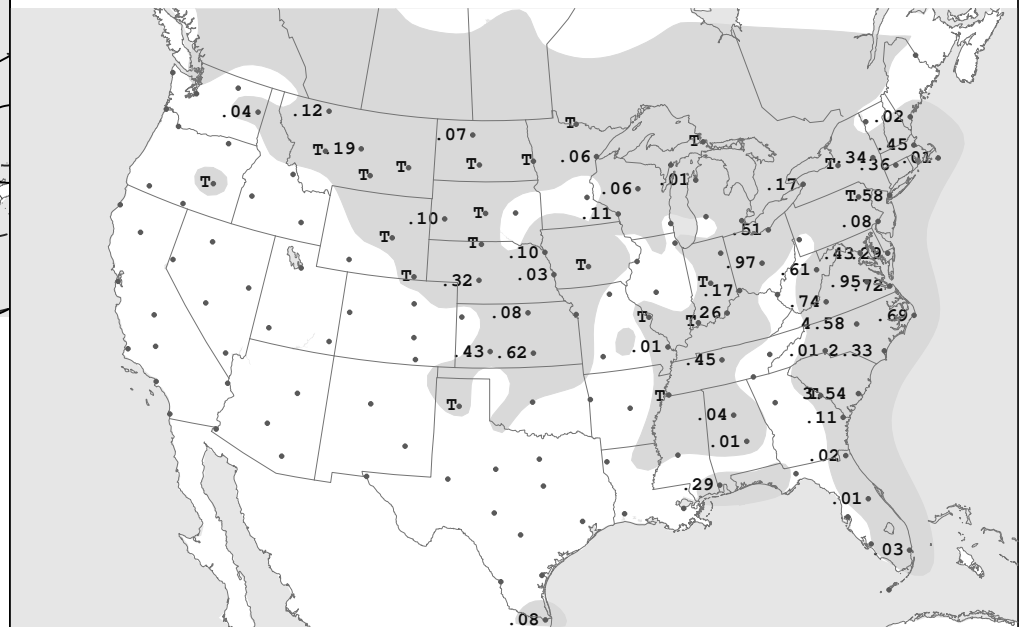 .02
.04 .12
T
.07
T .19 T .45
T T T .06 T .34 .36 .01
T T .06 .01 .17
T .58
.10 T .11
.08
T T .51
.10 .43 .29
T .97
T .32 .03 .61 .95 .72
T .17
.74
.08 T T .26 4.58 .69
.43 .62 .01 .45 .01 2.33
T T T 3.54
.04 .11
.01
.02
.29
.01
.03
.08